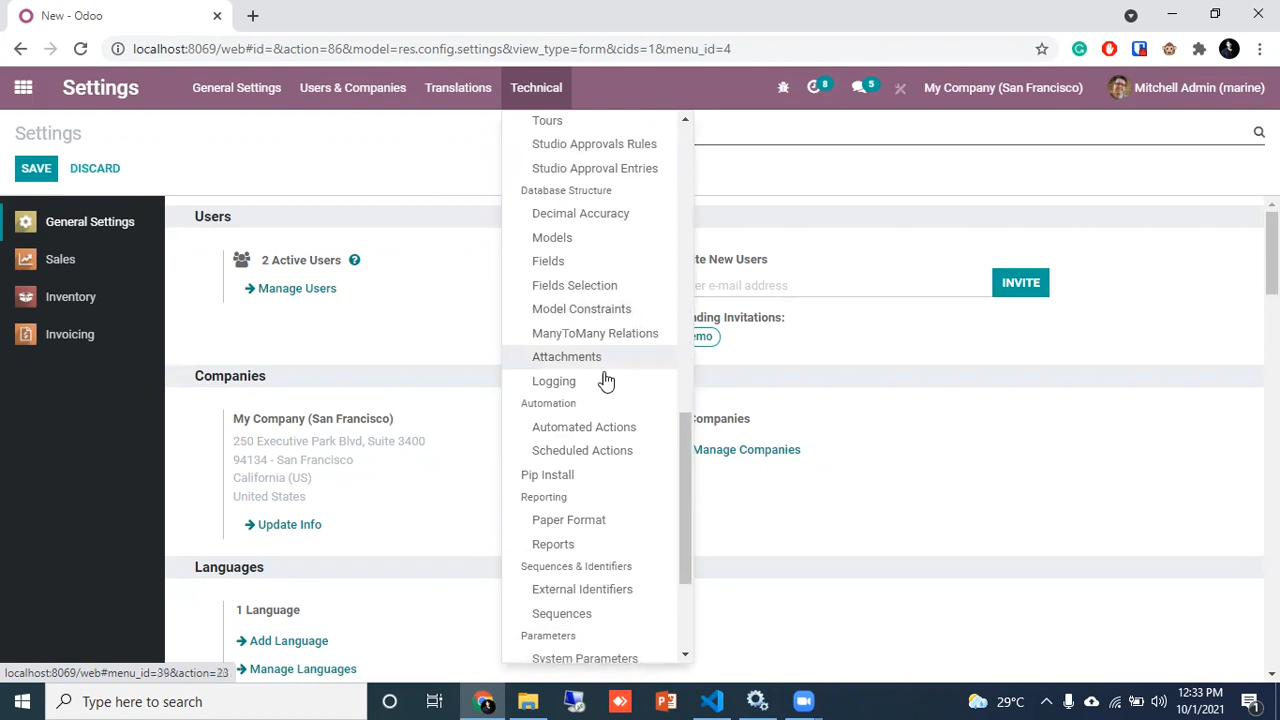 New - Odoo
localhost:8069/web#id=&action=86&model=res.config.settings&view_type=form&cids=1&menu_id=4
Settings
General Settings
Users & Companies
Translations
Technical
8
5
My Company (San Francisco)
Mitchell Admin (marine)
Settings
SAVE
DISCARD
General Settings
Sales
Inventory
Invoicing
Users
2 Active Users
Manage Users
Companies
My Company (San Francisco)
250 Executive Park Blvd, Suite 3400
94134 - San Francisco
California (US)
United States
Update Info
Languages
1 Language
Add Language
Manage Languages
Tours
Studio Approvals Rules
Studio Approval Entries
Database Structure
Decimal Accuracy
Models
Fields
Fields Selection
Model Constraints
ManyToMany Relations
Attachments
Logging
Automation
Automated Actions
Scheduled Actions
Pip Install
Reporting
Paper Format
Reports
Sequences & Identifiers
External Identifiers
Sequences
Parameters
System Parameters
te New Users
er e-mail address
INVITE
nding Invitations:
emo
Companies
Manage Companies
localhost:8069/web#menu_id=39&action=23
Type here to search
29°C
12:33 PM
10/1/2021